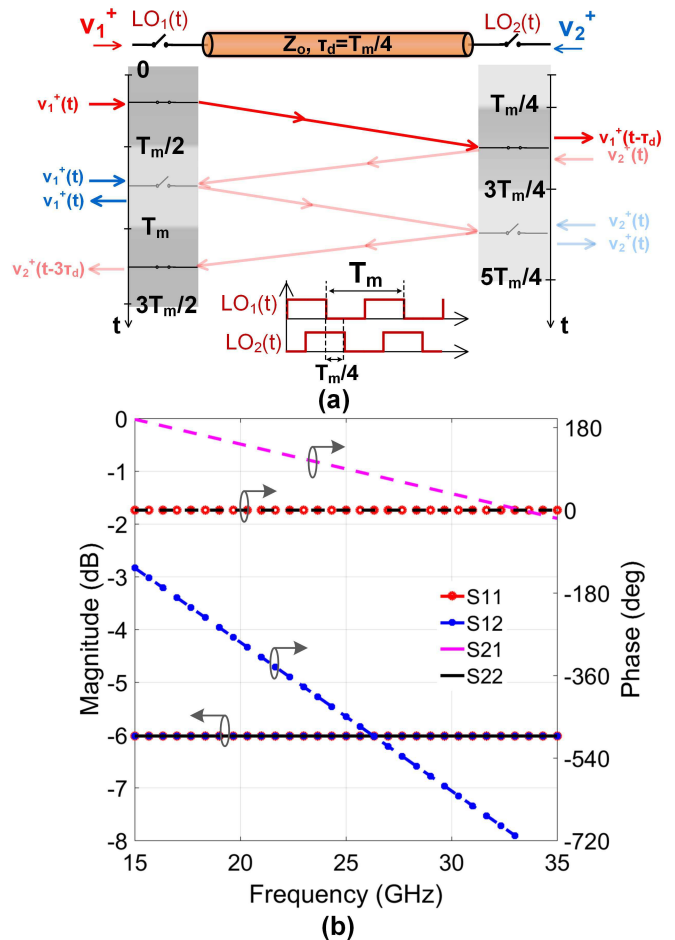 LO₁(t) LO₂(t)
v₁⁺ Z₀, τd=Tm/4 v₂⁺
0
v₁⁺(t) Tm/4
Tm/2 v₁⁺(t-τd)
v₂⁺(t)
v₁⁺(t)
v₁⁺(t) 3Tm/4
Tm v₂⁺(t)
v₂⁺(t)
v₂⁺(t-3τd) 5Tm/4
3Tm/2 Tm
LO₁(t)
t t
LO₂(t)
Tm/4
(a)
0 180
-1
-2 0
-3 -180
-4 -360
-5
-6 -540
-7
-8 -720
Magnitude (dB)
Phase (deg)
S11
S12
S21
S22
15 20 25 30 35
Frequency (GHz)
(b)